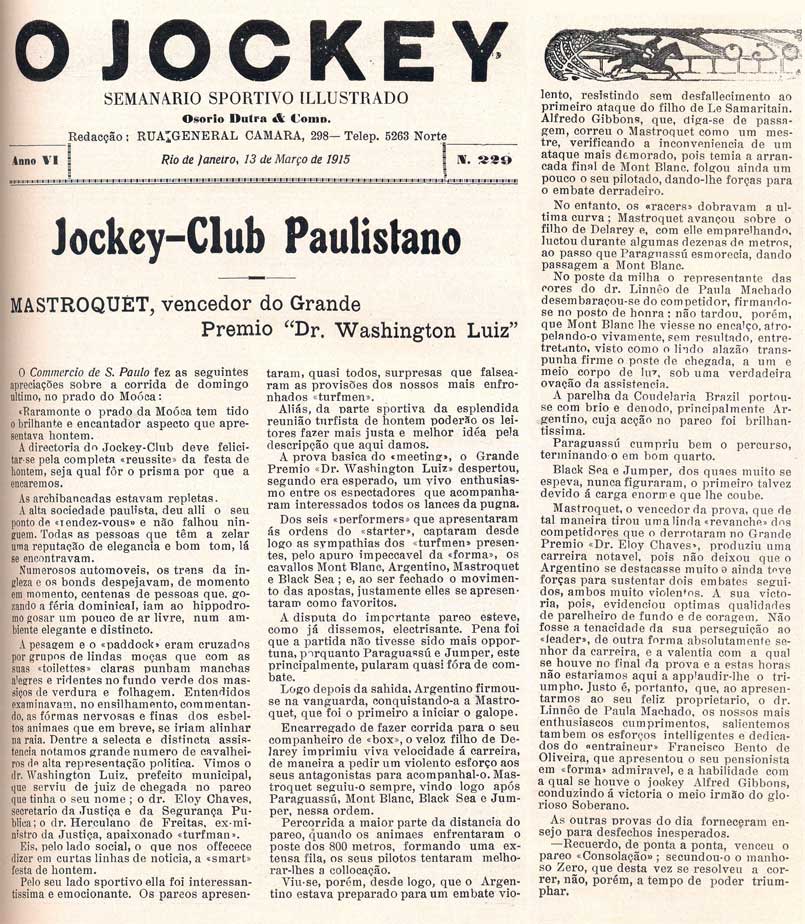 O JOCKEY
SEMANARIO SPORTIVO ILLUSTRADO
Osorio Dutra & Comp.
Redacção: RUA GENERAL CAMARA, 298— Telep. 5263 Norte
Anno VI Rio de Janeiro, 13 de Março de 1915 N. 229
Jockey-Club Paulistano
MASTROQUET, vencedor do Grande
Premio "Dr. Washington Luiz"
O Commercio de S. Paulo fez as seguintes
apreciações sobre a corrida de domingo
ultimo, no prado do Moóca:
«Raramonte o prado da Moóca tem tido
o brilhante e encantador aspecto que apre-
sentava hontem.
A directoria do Jockey-Club deve felici-
tar-se pela completa «reussite» da festa de
hontem, seja qual fôr o prisma por que a
encaremos.
As archibancadas estavam repletas.
A alta sociedade paulista, deu alli o seu
ponto de «rendez-vous» e não falhou nin-
guem. Todas as pessoas que têm a zelar
uma reputação de elegancia e bom tom, lá
se encontravam.
Numerosos automoveis, os trens da in-
gleza e os bonds despejavam, de momento
em momento, centenas de pessoas que, go-
zando a féria dominical, iam ao hippodro-
mo gosar um pouco de ar livre, num am-
biente elegante e distincto.
A pesagem e o «paddock» eram cruzados
por grupos de lindas moças que com as
suas «toilettes» claras punham manchas
alegres e ridentes no fundo verde dos mas-
siços de verdura e folhagem. Entendidos
examinavam, no ensilhamento, commentan-
do, as fórmas nervosas e finas dos esbel-
tos animaes que em breve, se iriam alinhar
na raia. Dentre a selecta e distincta assis-
tencia notamos grande numero de cavalhei-
ros de alta representação politica. Vimos o
dr. Washington Luiz, prefeito municipal,
que serviu de juiz de chegada no pareo
que tinha o seu nome; o dr. Eloy Chaves,
secretario da Justiça e da Segurança Pu-
blica; o dr. Herculano de Freitas, ex-mi-
nistro da Justiça, apaixonado «turfman».
Eis, pelo lado social, o que nos offecece
dizer em curtas linhas de noticia, a «smart»
festa de hontem.
Pelo seu lado sportivo ella foi interessan-
tissima e emocionante. Os pareos apresen-
taram, quasi todos, surpresas que falsea-
ram as provisões dos nossos mais enfro-
nhados «turfmen».
Aliás, da parte sportiva da esplendida
reunião turfista de hontem poderão os lei-
tores fazer mais justa e melhor idéa pela
descripção que aqui damos.
A prova basica do «meeting», o Grande
Premio «Dr. Washington Luiz» despertou,
segundo era esperado, um vivo enthusias-
mo entre os espectadores que acompanha-
ram interessados todos os lances da pugna.
Dos seis «performers» que apresentaram
ás ordens do «starter», captaram desde
logo as sympathias dos «turfmen» presen-
tes, pelo apuro impeccavel da «forma», os
cavallos Mont Blanc, Argentino, Mastroquet
e Black Sea; e, ao ser fechado o movimen-
to das apostas, justamente elles se apresen-
taram como favoritos.
A disputa do importante pareo esteve,
como já dissemos, electrisante. Pena foi
que a partida não tivesse sido mais oppor-
tuna, porquanto Paraguassú e Jumper, este
principalmente, pularam quasi fóra de com-
bate.
Logo depois da sahida, Argentino firmou-
se na vanguarda, conquistando-a a Mastro-
quet, que foi o primeiro a iniciar o galope.
Encarregado de fazer corrida para o seu
companheiro de «box», o veloz filho de De-
larey imprimiu viva velocidade á carreira,
de maneira a pedir um violento esforço aos
seus antagonistas para acompanhal-o. Mas-
troquet seguiu-o sempre, vindo logo após
Paraguassú, Mont Blanc, Black Sea e Jum-
per, nessa ordem.
Percorrida a maior parte da distancia do
pareo, quando os animaes enfrentaram o
poste dos 800 metros, formando uma ex-
tensa fila, os seus pilotos tentaram melho-
rar-lhes a collocação.
Viu-se, porém, desde logo, que o Argen-
tino estava preparado para um embate vio-
lento, resistindo sem desfallecimento ao
primeiro ataque do filho de Le Samaritain.
Alfredo Gibbons, que, diga-se de passa-
gem, correu o Mastroquet como um mes-
tre, verificando a inconveniencia de um
ataque mais demorado, pois temia a arran-
cada final de Mont Blanc, folgou ainda um
pouco o seu pilotado, dando-lhe forças para
o embate derradeiro.
No entanto, os «racers» dobravam a ul-
tima curva; Mastroquet avançou sobre o
filho de Delarey e, com elle emparelhando,
luctou durante algumas dezenas de metros,
ao passo que Paraguassú esmorecia, dando
passagem a Mont Blanc.
No poste da milha o representante das
cores do dr. Linnêo de Paula Machado
desembaraçou-se do competidor, firmando-
se no posto de honra; não tardou, porém,
que Mont Blanc lhe viesse no encalço, atro-
pelando-o vivamente, sem resultado, entre-
tretanto, visto como o lindo alazão trans-
punha firme o poste de chegada, a um e
meio corpo de luz, sob uma verdadeira
ovação da assistencia.
A parelha da Coudelaria Brazil portou-
se com brio e denodo, principalmente Ar-
gentino, cuja acção no pareo foi brilhan-
tissima.
Paraguassú cumpriu bem o percurso,
terminando-o em bom quarto.
Black Sea e Jumper, dos quaes muito se
espeva, nunca figuraram, o primeiro talvez
devido á carga enorme que lhe coube.
Mastroquet, o vencedor da prova, que de
tal maneira tirou uma linda «revanche» dos
competidores que o derrotaram no Grande
Premio «Dr. Eloy Chaves», produziu uma
carreira notavel, pois não deixou que o
Argentino se destacasse muito e ainda teve
forças para sustentar dois embates segui-
dos, ambos muito violentos. A sua victo-
ria, pois, evidenciou optimas qualidades
de parelheiro de fundo e de coragem. Não
fosse a tenacidade da sua perseguição ao
«leader», de outra forma absolutamente se-
nhor da carreira, e a valentia com a qual
se houve no final da prova e a estas horas
não estariamos aqui a applaudir-lhe o tri-
umpho. Justo é, portanto, que, ao apresen-
tarmos ao seu feliz proprietario, o dr.
Linnêo de Paula Machado, os nossos mais
enthusiascos cumprimentos, salientemos
tambem os esforços intelligentes e dedica-
dos do «entraineur» Francisco Bento de
Oliveira, que apresentou o seu pensionista
em «forma» admiravel, e a habilidade com
a qual se houve o jockey Alfred Gibbons,
conduzindo á victoria o meio irmão do glo-
rioso Soberano.
As outras provas do dia forneceram en-
sejo para desfechos inesperados.
—Recuerdo, de ponta a ponta, venceu o
pareo «Consolação»; secundou-o o manho-
so Zero, que desta vez se resolveu a cor-
rer, não, porém, a tempo de poder trium-
phar.